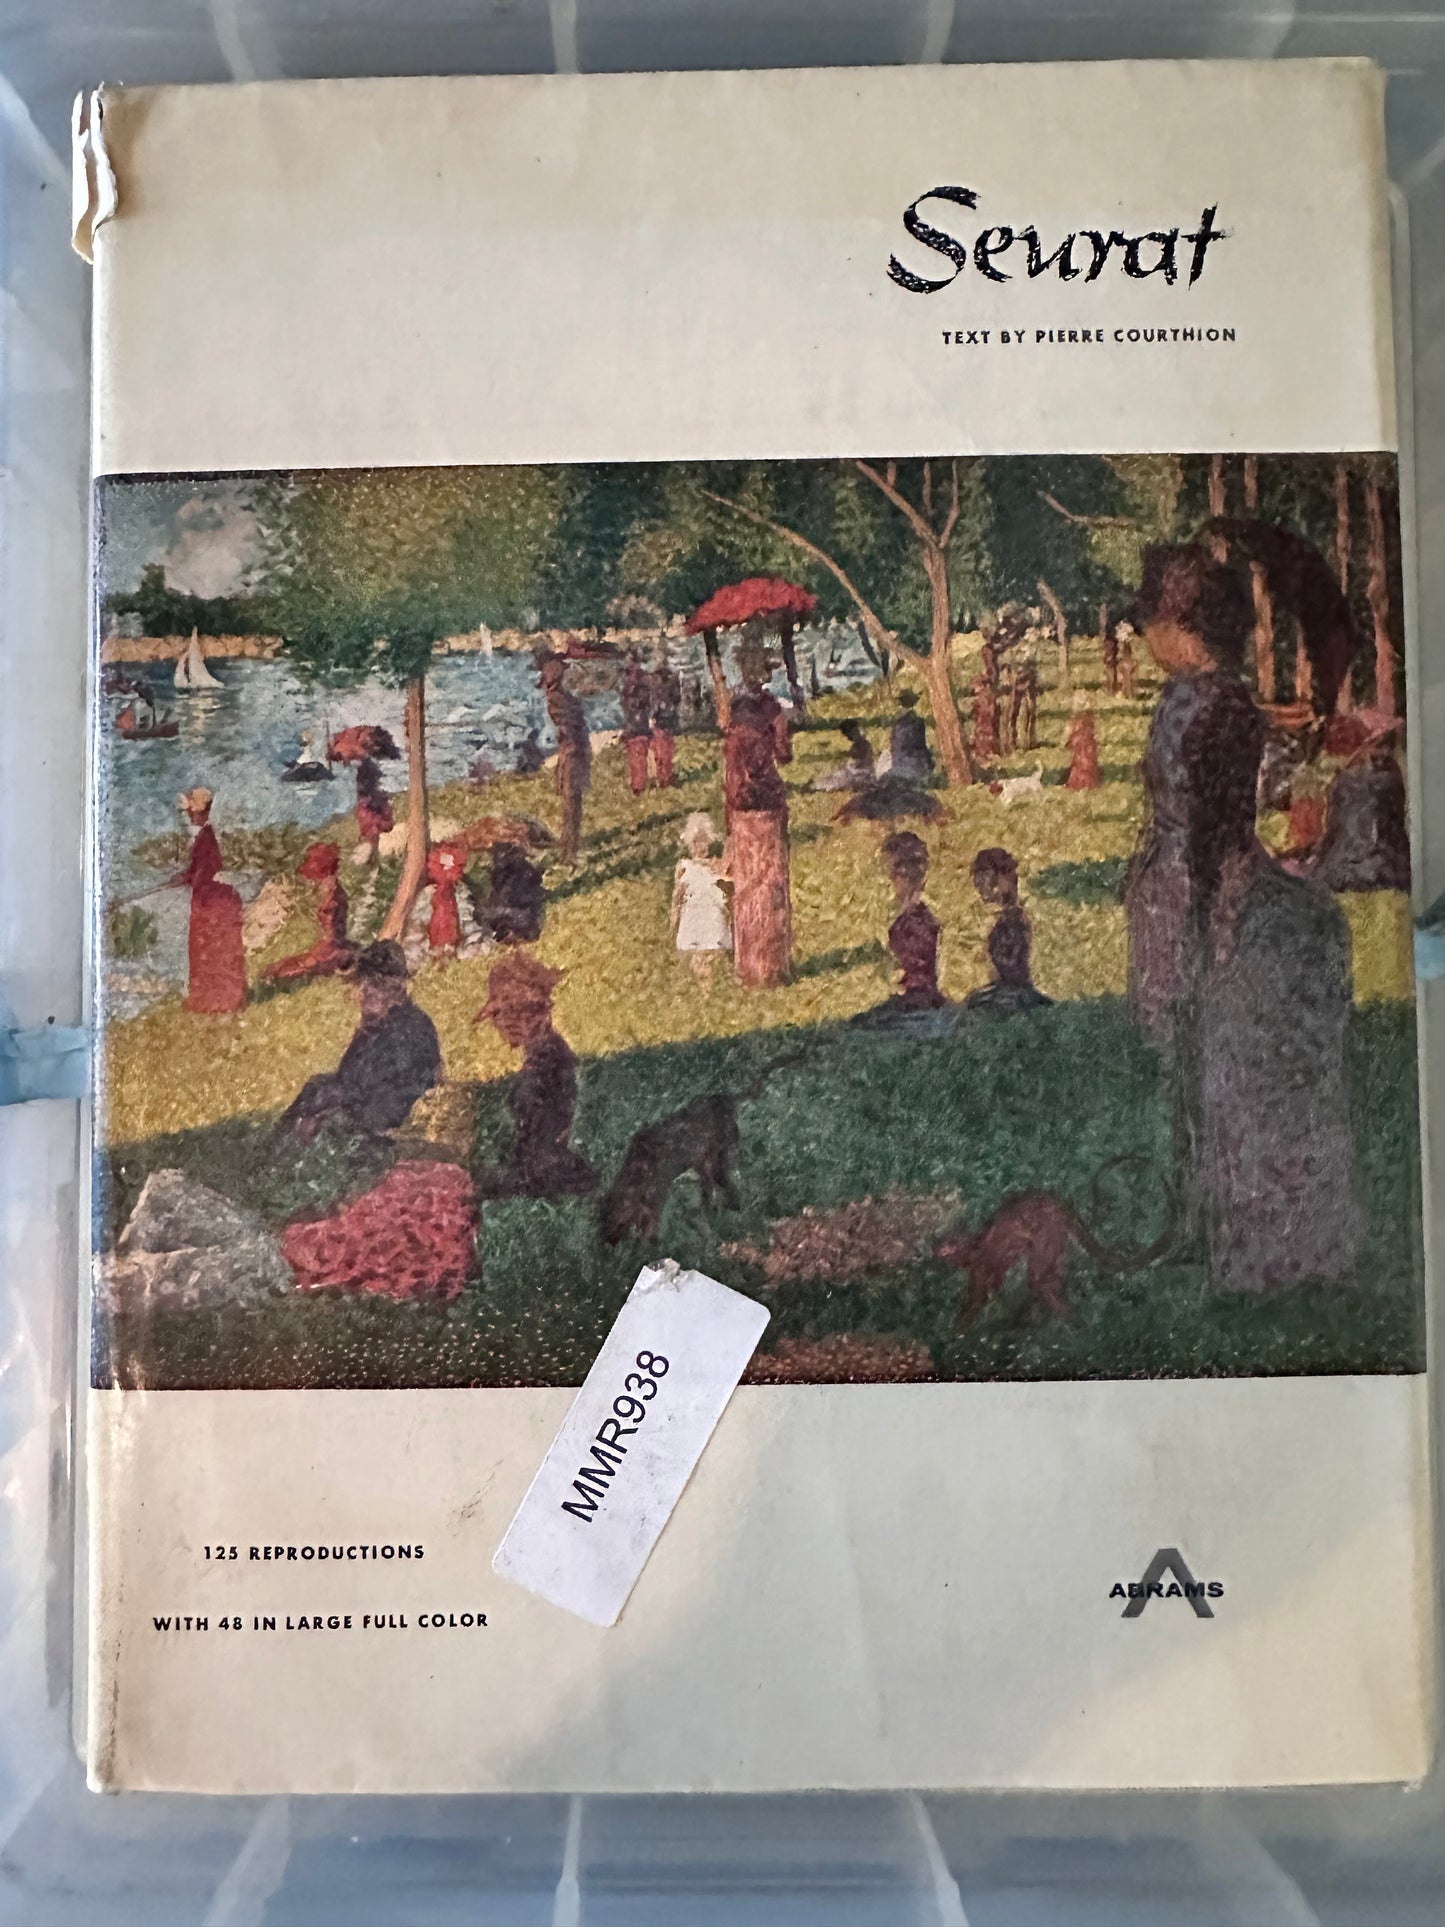 Seurat
TEXT BY PIERRE COURTHION
MMR938
125 REPRODUCTIONS
WITH 48 IN LARGE FULL COLOR
ABRAMS